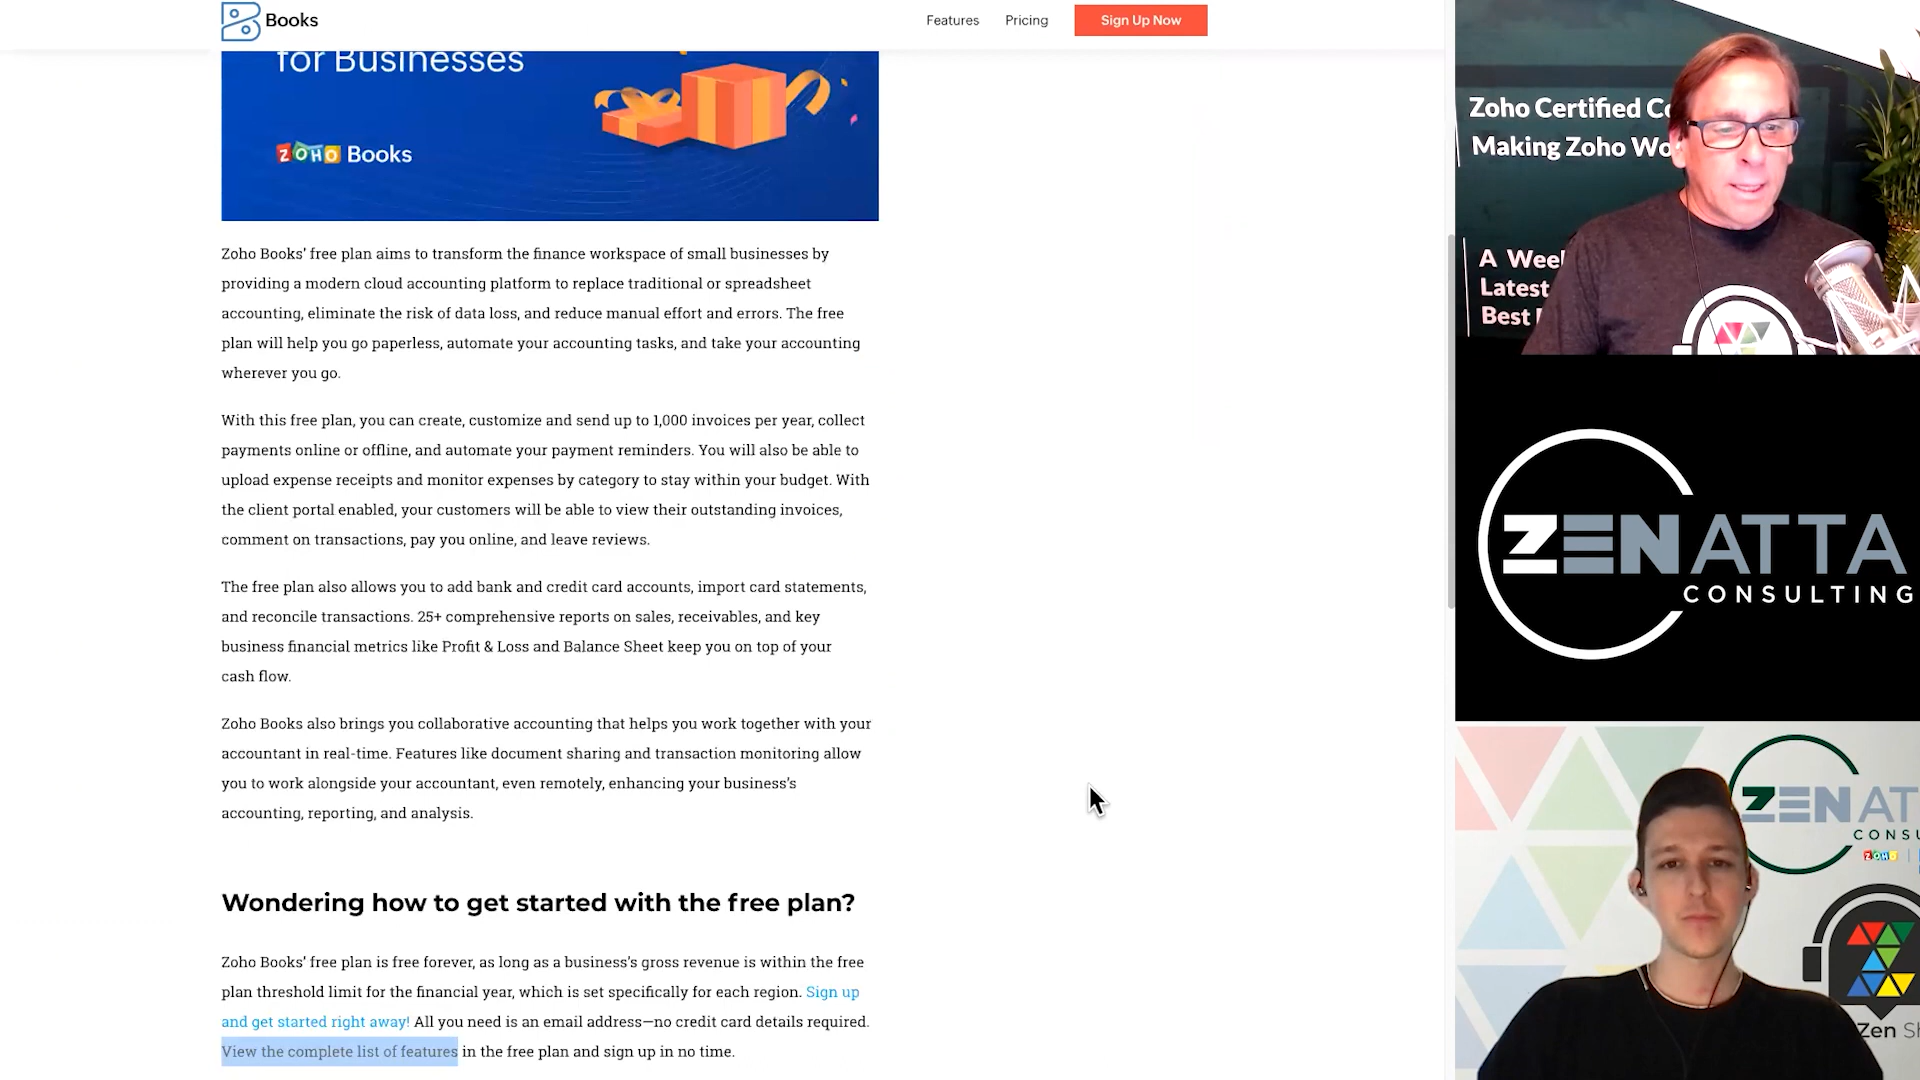 Books
Features
Pricing
Sign Up Now
for Businesses
ZOHO Books
Zoho Books' free plan aims to transform the finance workspace of small businesses by
providing a modern cloud accounting platform to replace traditional or spreadsheet
accounting, eliminate the risk of data loss, and reduce manual effort and errors. The free
plan will help you go paperless, automate your accounting tasks, and take your accounting
wherever you go.
With this free plan, you can create, customize and send up to 1,000 invoices per year, collect
payments online or offline, and automate your payment reminders. You will also be able to
upload expense receipts and monitor expenses by category to stay within your budget. With
the client portal enabled, your customers will be able to view their outstanding invoices,
comment on transactions, pay you online, and leave reviews.
The free plan also allows you to add bank and credit card accounts, import card statements,
and reconcile transactions. 25+ comprehensive reports on sales, receivables, and key
business financial metrics like Profit & Loss and Balance Sheet keep you on top of your
cash flow.
Zoho Books also brings you collaborative accounting that helps you work together with your
accountant in real-time. Features like document sharing and transaction monitoring allow
you to work alongside your accountant, even remotely, enhancing your business's
accounting, reporting, and analysis.
Wondering how to get started with the free plan?
Zoho Books' free plan is free forever, as long as a business's gross revenue is within the free
plan threshold limit for the financial year, which is set specifically for each region. Sign up
and get started right away! All you need is an email address—no credit card details required.
View the complete list of features in the free plan and sign up in no time.
Zoho Certified Co
Making Zoho Wo
A Wee
Latest
Best
ZENATTA
CONSULTING
ZENAT
CONSU
ZOHO
Zen Sh